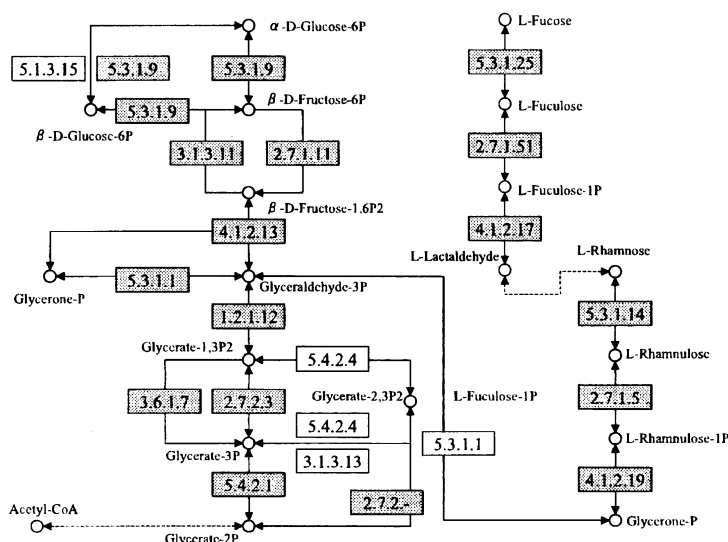 α-D-Glucose-6P
L-Fucose
5.1.3.15
5.3.1.9
5.3.1.9
5.3.1.25
β-D-Fructose-6P
5.3.1.9
L-Fuculose
β-D-Glucose-6P
3.1.3.11
2.7.1.11
2.7.1.51
L-Fuculose-1P
β-D-Fructose-1,6P2
4.1.2.13
4.1.2.17
L-Lactaldehyde
L-Rhamnose
5.3.1.1
Glycerone-P
Glyceraldehyde-3P
1.2.1.12
5.3.1.14
Glycerate-1,3P2
5.4.2.4
L-Rhamnulose
3.6.1.7
2.7.2.3
Glycerate-2,3P2
L-Fuculose-1P
2.7.1.5
5.4.2.4
5.3.1.1
L-Rhamnulose-1P
Glycerate-3P
3.1.3.13
5.4.2.1
4.1.2.19
2.7.2.-
Acetyl-CoA
Glycerate-2P
Glycerone-P